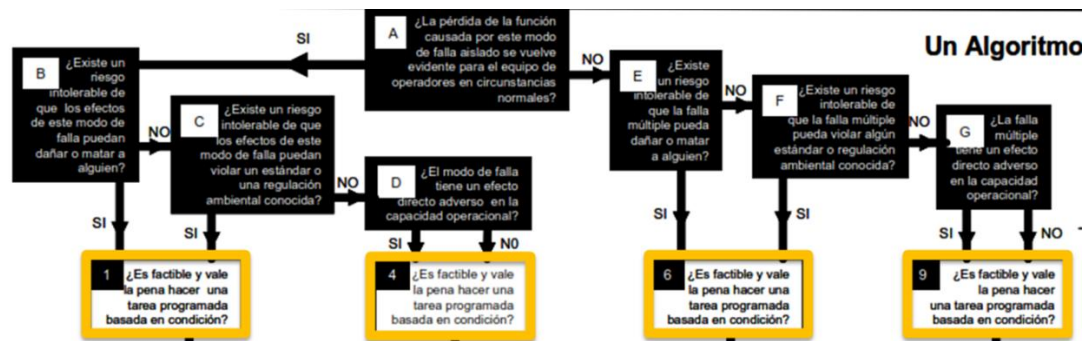 Un Algoritmo
A
¿La pérdida de la función
causada por este modo
de falla aislado se vuelve
evidente para el equipo de
operadores en circunstancias
normales?
SI
NO
B
¿Existe un
riesgo
intolerable de
que los efectos
de este modo de
falla puedan
dañar o matar a
alguien?
NO
SI
C
¿Existe un riesgo
intolerable de que
los efectos de este
modo de falla puedan
violar un estándar o
una regulación
ambiental conocida?
NO
SI
D
¿El modo de falla
tiene un efecto
directo adverso en la
capacidad operacional?
SI
N0
E
¿Existe
un riesgo
intolerable de
que la falla
múltiple pueda
dañar o matar
a alguien?
NO
SI
F
¿Existe un riesgo
intolerable de
que la falla múltiple
pueda violar algún
estándar o regulación
ambiental conocida?
NO
SI
G
¿La falla
múltiple
tiene un efecto
directo adverso
en la capacidad
operacional?
SI
NO
1
¿Es factible y vale
la pena hacer una
tarea programada
basada en condición?
4
¿Es factible y vale
la pena hacer una
tarea programada
basada en condición?
6
¿Es factible y vale
la pena hacer una
tarea programada
basada en condición?
9
¿Es factible y vale
la pena hacer
una tarea programada
basada en condición?